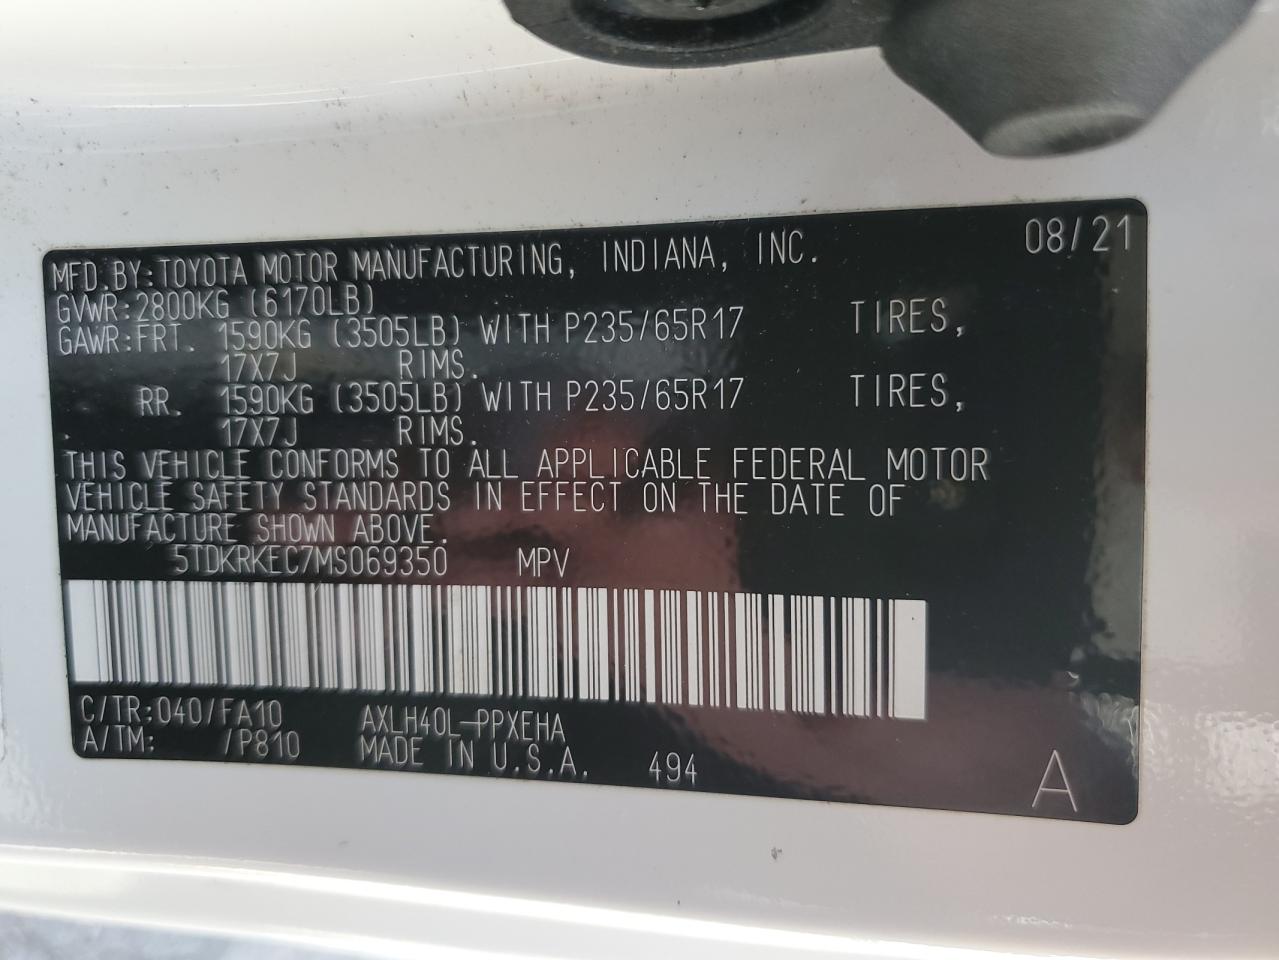 MFD.BY:TOYOTA MOTOR MANUFACTURING, INDIANA, INC. 08/21
GVWR:2800KG (6170LB)
GAWR:FRT. 1590KG (3505LB) WITH P235/65R17 TIRES,
17X7J RIMS.
RR. 1590KG (3505LB) WITH P235/65R17 TIRES,
. 17X7J RIMS.
THIS VEHICLE CONFORMS TO ALL APPLICABLE FEDERAL MOTOR
VEHICLE SAFETY STANDARDS IN EFFECT ON THE DATE OF
MANUFACTURE SHOWN ABOVE.
5TDKRKEC7MS069350 MPV
C/TR:040/FA10 AXLH40L-PPXEHA
A/TM: /P810 MADE IN U.S.A. 494 A